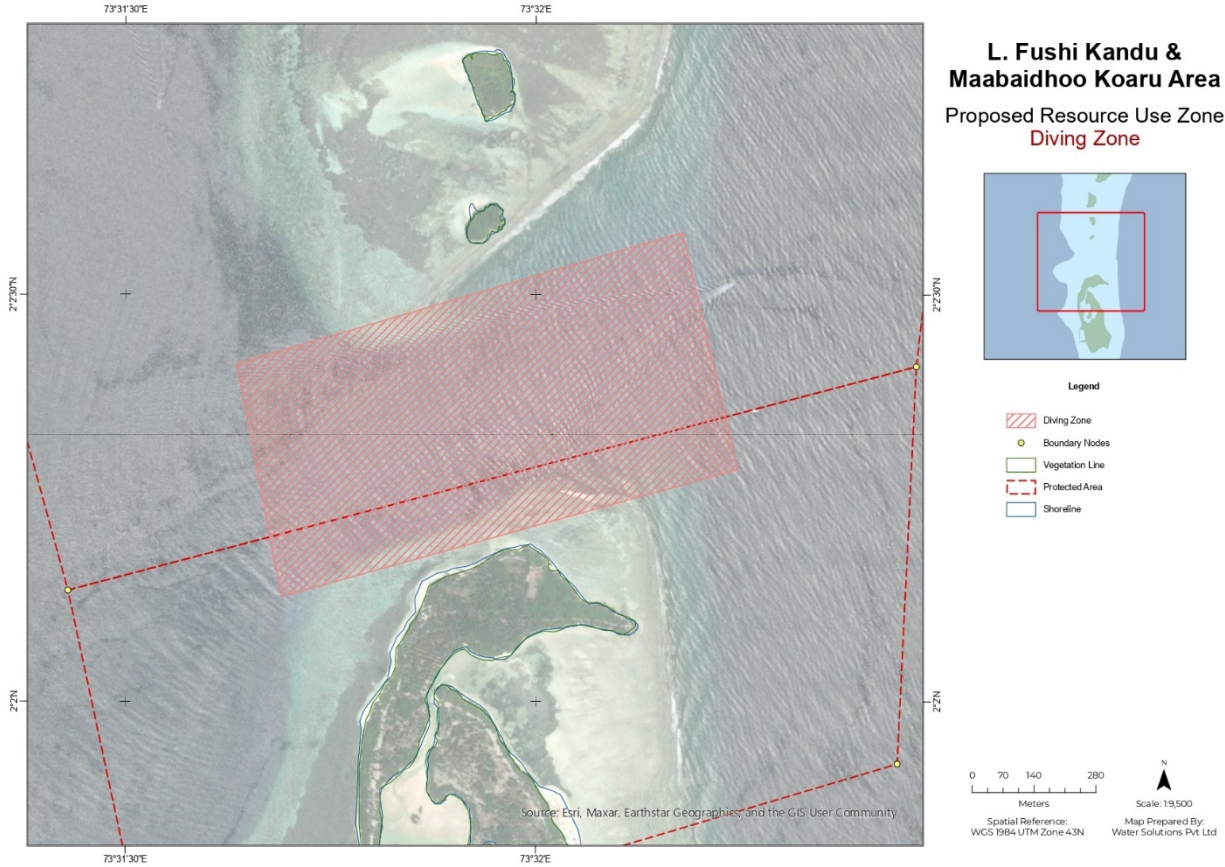 73°31'30"E
73°32'E
2°2'30"N
2°2'30"N
2°2'N
2°2'N
Source: Esri, Maxar, Earthstar Geographics, and the GIS User Community
73°31'30"E
73°32'E
L. Fushi Kandu &
Maabaidhoo Koaru Area
Proposed Resource Use Zone
Diving Zone
Legend
Diving Zone
Boundary Nodes
Vegetation Line
Protected Area
Shoreline
0 70 140 280
Meters
Spatial Reference:
WGS 1984 UTM Zone 43N
N
Scale: 1:9,500
Map Prepared By:
Water Solutions Pvt Ltd